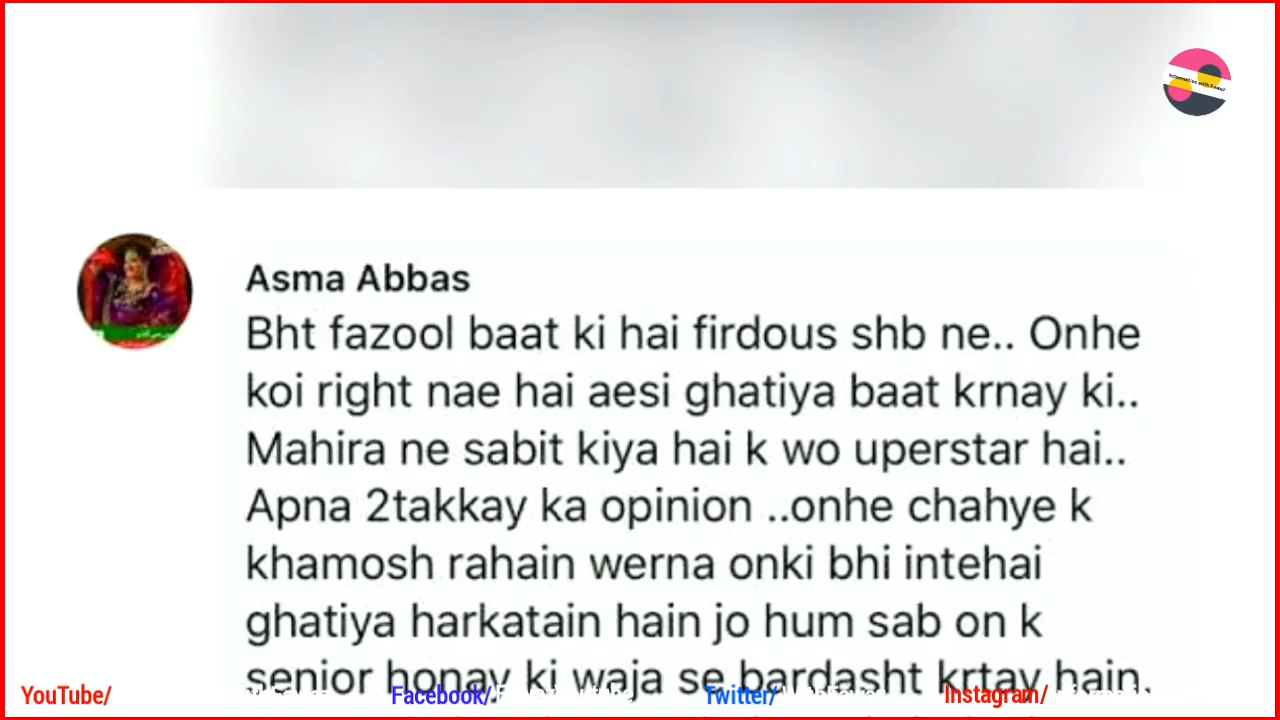 Asma Abbas
Bht fazool baat ki hai firdous shb ne.. Onhe
koi right nae hai aesi ghatiya baat krnay ki..
Mahira ne sabit kiya hai k wo uperstar hai..
Apna 2takkay ka opinion ..onhe chahye k
khamosh rahain werna onki bhi intehai
ghatiya harkatain hain jo hum sab on k
senior honay ki waja se bardasht krtay hain.
YouTube/ Facebook/ Twitter/ Instagram/